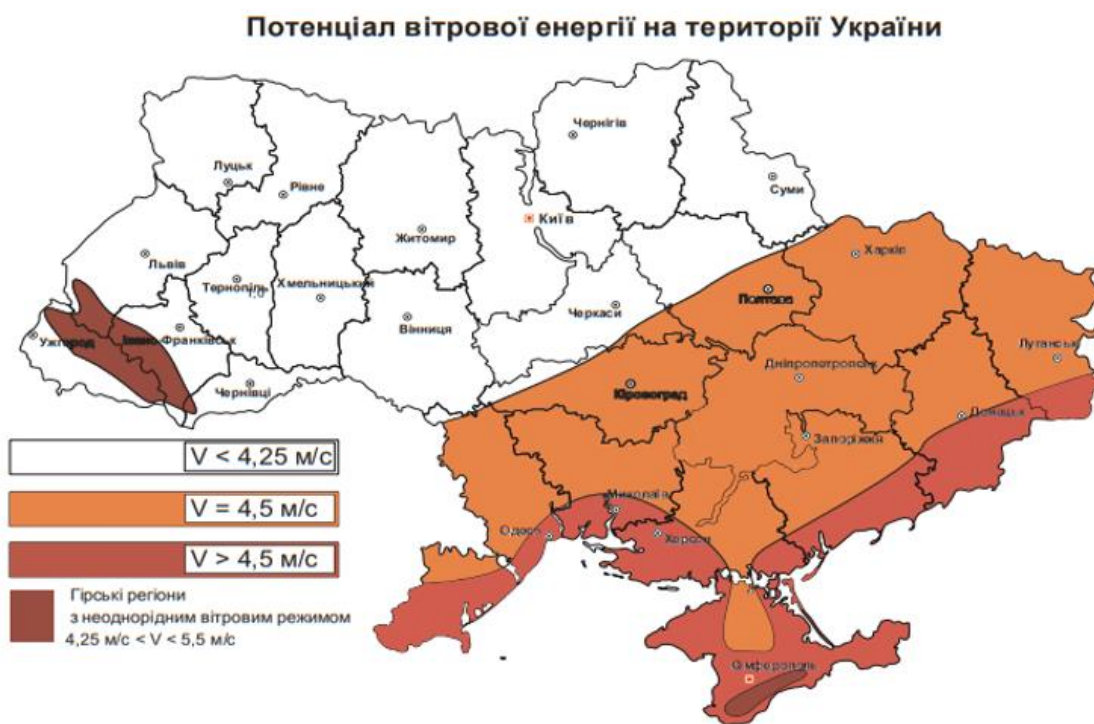 Потенціал вітрової енергії на території України
Чернігів
Луцьк
Рівне
Суми
Київ
Житомир
Харків
Львів
Тернопіль
1,0
Хмельницький
Полтава
Черкаси
Вінниця
Ужгород
Івано-Франківськ
Луганськ
Дніпропетровськ
Чернівці
Кіровоград
Донецьк
Запоріжжя
V < 4,25 м/с
V = 4,5 м/с
V > 4,5 м/с
Миколаїв
Одеса
Херсон
Гірські регіони
з неоднорідним вітровим режимом
4,25 м/с < V < 5,5 м/с
Сімферополь